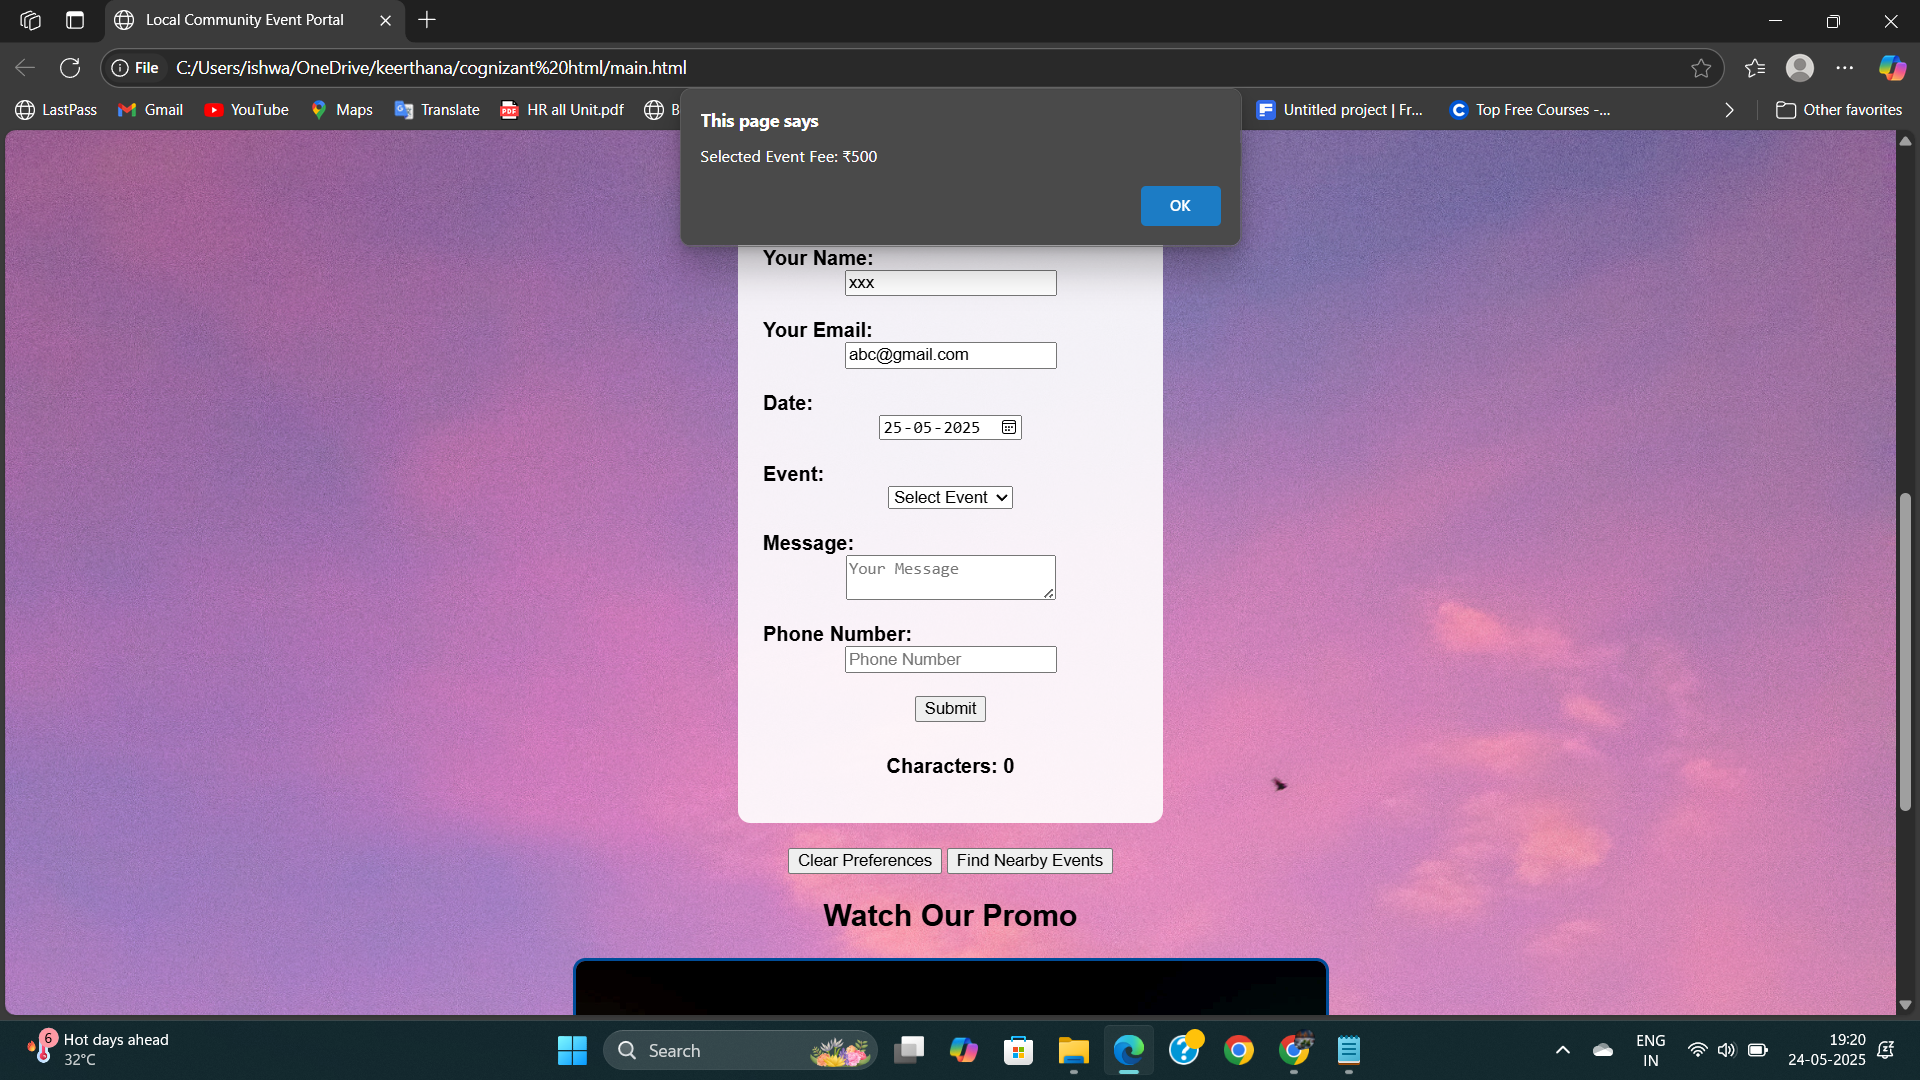 Local Community Event Portal
File
C:/Users/ishwa/OneDrive/keerthana/cognizant%20html/main.html
LastPass
Gmail
YouTube
Maps
Translate
HR all Unit.pdf
B
Untitled project | Fr...
Top Free Courses -...
Other favorites
This page says
Selected Event Fee: ₹500
OK
Your Name:
xxx
Your Email:
abc@gmail.com
Date:
25-05-2025
Event:
Select Event
Message:
Your Message
Phone Number:
Phone Number
Submit
Characters: 0
Clear Preferences
Find Nearby Events
Watch Our Promo
6
Hot days ahead
32°C
Search
ENG
IN
19:20
24-05-2025